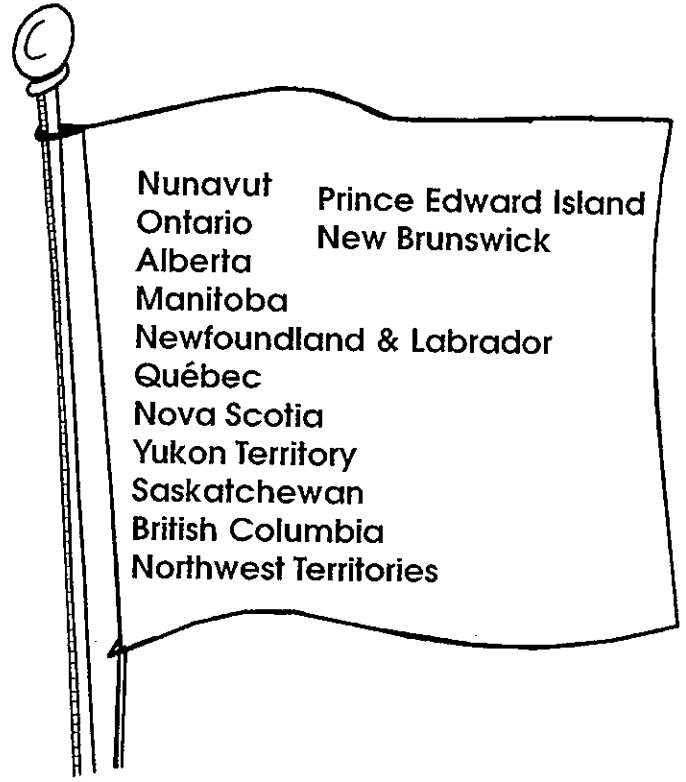 Nunavut
Ontario
Alberta
Manitoba
Newfoundland & Labrador
Québec
Nova Scotia
Yukon Territory
Saskatchewan
British Columbia
Northwest Territories
Prince Edward Island
New Brunswick